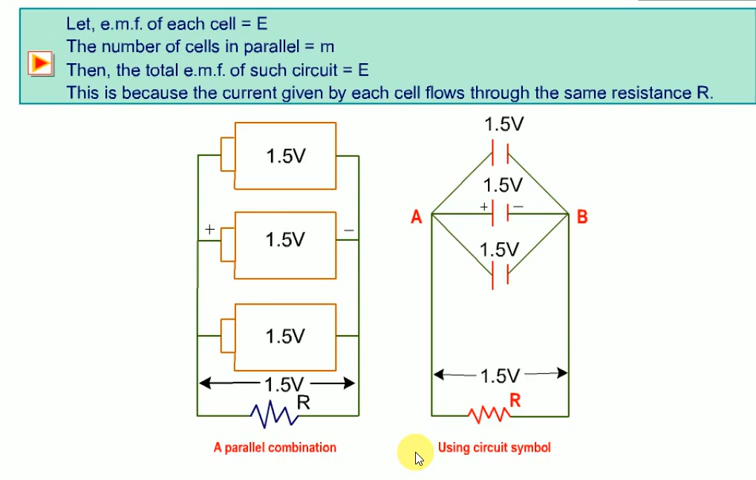 Let, e.m.f. of each cell = E
The number of cells in parallel = m
Then, the total e.m.f. of such circuit = E
This is because the current given by each cell flows through the same resistance R.
1.5V
+
1.5V
−
1.5V
1.5V
R
A parallel combination
1.5V
1.5V
+
−
A
B
1.5V
1.5V
R
Using circuit symbol